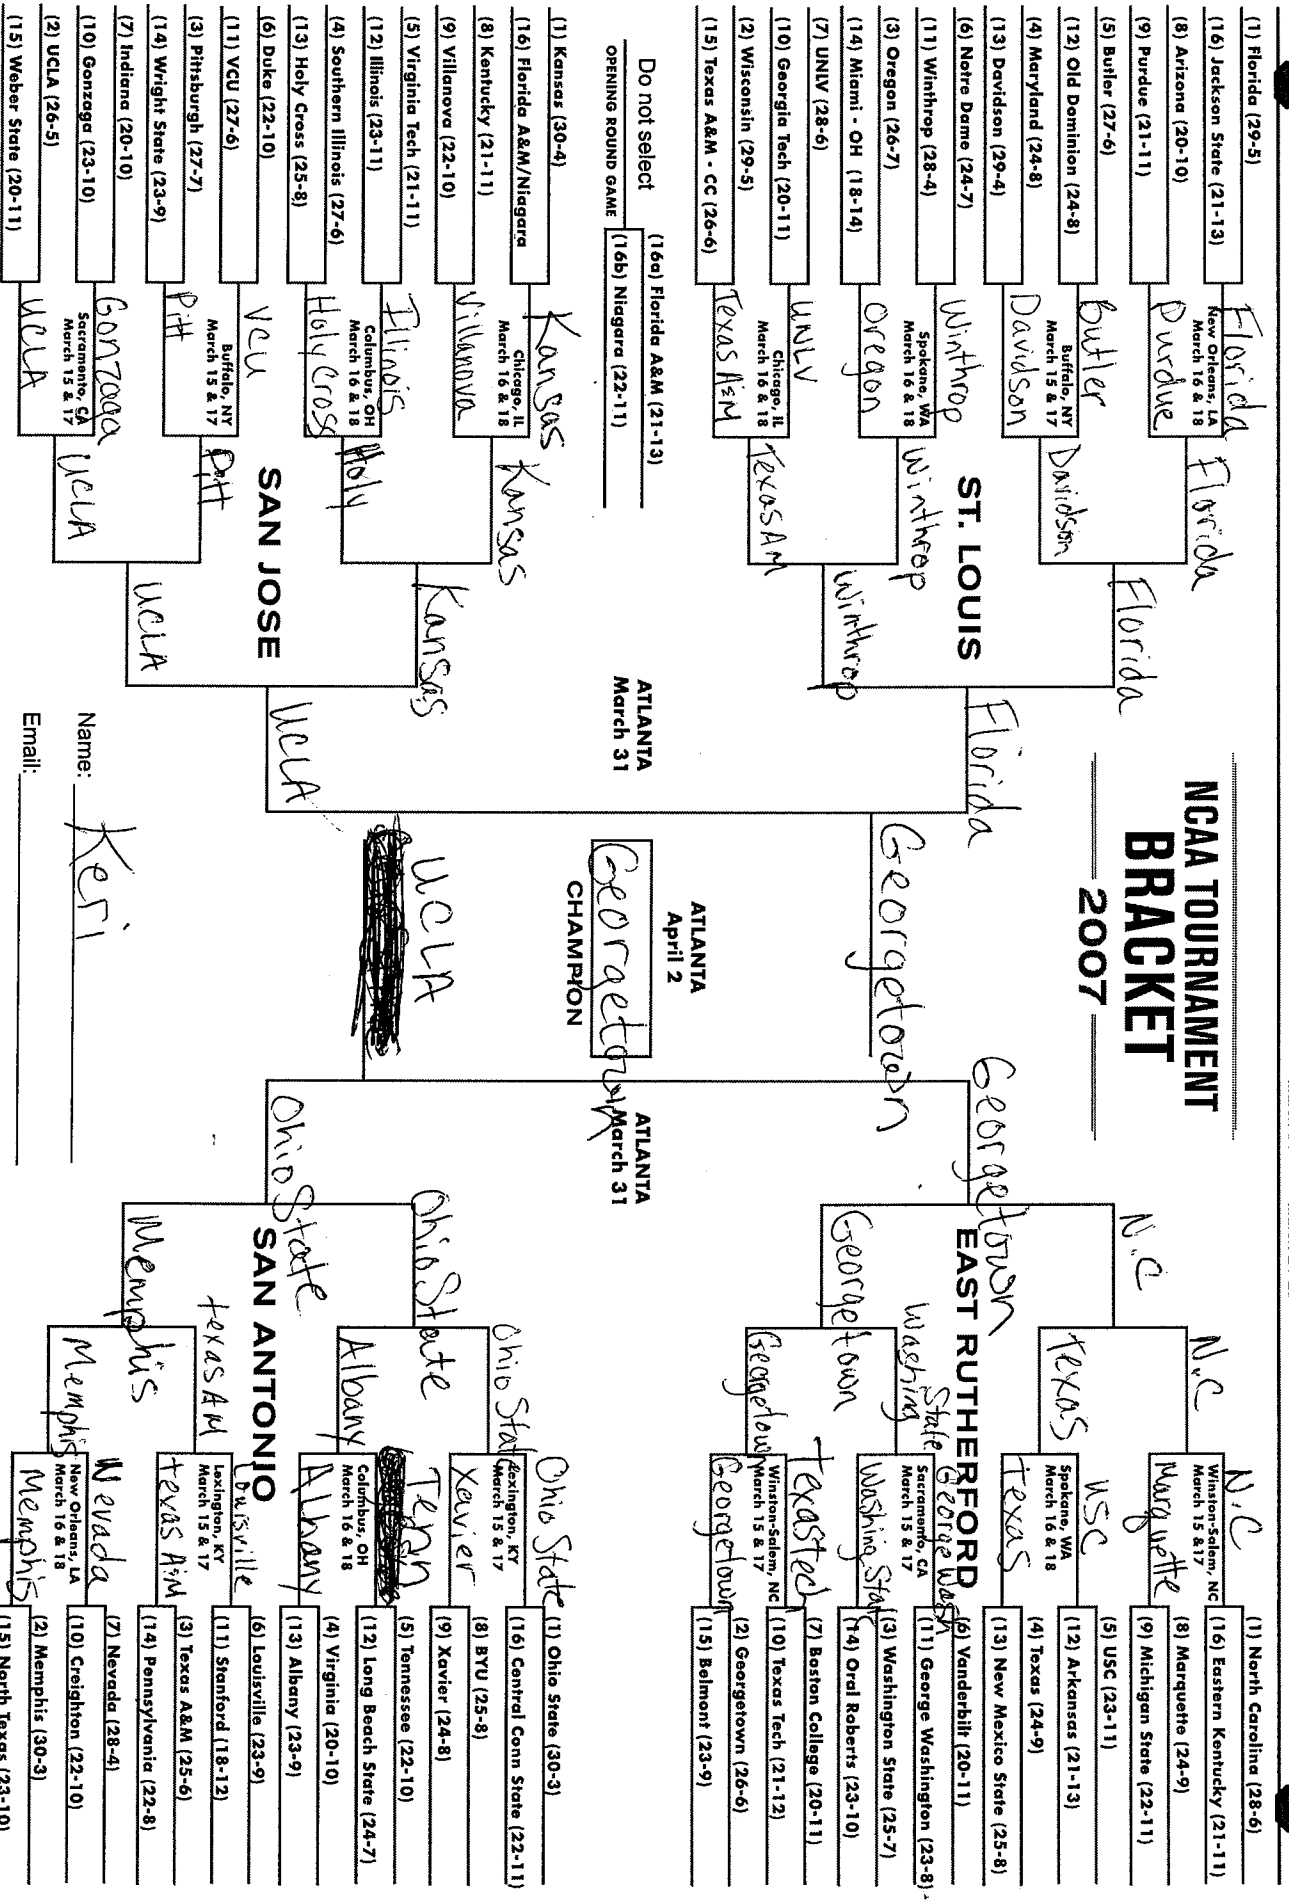 NCAA TOURNAMENT
BRACKET
2007
(1) Florida (29-5)
(16) Jackson State (21-13)
(8) Arizona (20-10)
(9) Purdue (21-11)
(5) Butler (27-6)
(12) Old Dominion (24-8)
(4) Maryland (24-8)
(13) Davidson (29-4)
(6) Notre Dame (24-7)
(11) Winthrop (28-4)
(3) Oregon (26-7)
(14) Miami - OH (18-14)
(7) UNLV (28-6)
(10) Georgia Tech (20-11)
(2) Wisconsin (29-5)
(15) Texas A&M - CC (26-6)
Florida
New Orleans, LA
March 16 & 18
Purdue
Butler
Buffalo, NY
March 15 & 17
Davidson
Winthrop
Spokane, WA
March 16 & 18
Oregon
UNLV
Chicago, IL
March 16 & 18
Texas A&M
Florida
Davidson
Winthrop
Texas AM
ST. LOUIS
Florida
Winthrop
Florida
Do not select
OPENING ROUND GAME
(16a) Florida A&M (21-13)
(16b) Niagara (22-11)
(1) Kansas (30-4)
(16) Florida A&M/Niagara
(8) Kentucky (21-11)
(9) Villanova (22-10)
(5) Virginia Tech (21-11)
(12) Illinois (23-11)
(4) Southern Illinois (27-6)
(13) Holy Cross (25-8)
(6) Duke (22-10)
(11) VCU (27-6)
(3) Pittsburgh (27-7)
(14) Wright State (23-9)
(7) Indiana (20-10)
(10) Gonzaga (23-10)
(2) UCLA (26-5)
(15) Weber State (20-11)
Kansas
Chicago, IL
March 16 & 18
Villanova
Illinois
Columbus, OH
March 16 & 18
Holy Cross
VCU
Buffalo, NY
March 15 & 17
Pitt
Gonzaga
Sacramento, CA
March 15 & 17
UCLA
Kansas
Holy
Pitt
UCLA
SAN JOSE
Kansas
UCLA
UCLA
ATLANTA
March 31
Georgetown
ATLANTA
April 2
Georgetown
CHAMPION
UCLA
ATLANTA
March 31
Name: Keri
Email:
Georgetown
N.C
Georgetown
EAST RUTHERFORD
N.C
Texas
Washing State
Georgetown
N.C
Winston-Salem, NC
March 15 & 17
Marquette
USC
Spokane, WA
March 16 & 18
Texas
George Wash
Sacramento, CA
March 15 & 17
Washing Stat
Texastech
Winston-Salem, NC
March 15 & 17
Georgetown
(1) North Carolina (28-6)
(16) Eastern Kentucky (21-11)
(8) Marquette (24-9)
(9) Michigan State (22-11)
(5) USC (23-11)
(12) Arkansas (21-13)
(4) Texas (24-9)
(13) New Mexico State (25-8)
(6) Vanderbilt (20-11)
(11) George Washington (23-8)
(3) Washington State (25-7)
(14) Oral Roberts (23-10)
(7) Boston College (20-11)
(10) Texas Tech (21-12)
(2) Georgetown (26-6)
(15) Belmont (23-9)
Ohio State
Ohio State
Memphis
SAN ANTONIO
Ohio State
Albany
texas AM
Memphis
Ohio State
Lexington, KY
March 15 & 17
Xavier
Tenn
Columbus, OH
March 16 & 18
Albany
Louisville
Lexington, KY
March 15 & 17
texas A&M
Nevada
New Orleans, LA
March 16 & 18
Memphis
(1) Ohio State (30-3)
(16) Central Conn State (22-11)
(8) BYU (25-8)
(9) Xavier (24-8)
(5) Tennessee (22-10)
(12) Long Beach State (24-7)
(4) Virginia (20-10)
(13) Albany (23-9)
(6) Louisville (23-9)
(11) Stanford (18-12)
(3) Texas A&M (25-6)
(14) Pennsylvania (22-8)
(7) Nevada (28-4)
(10) Creighton (22-10)
(2) Memphis (30-3)
(15) North Texas (23-10)